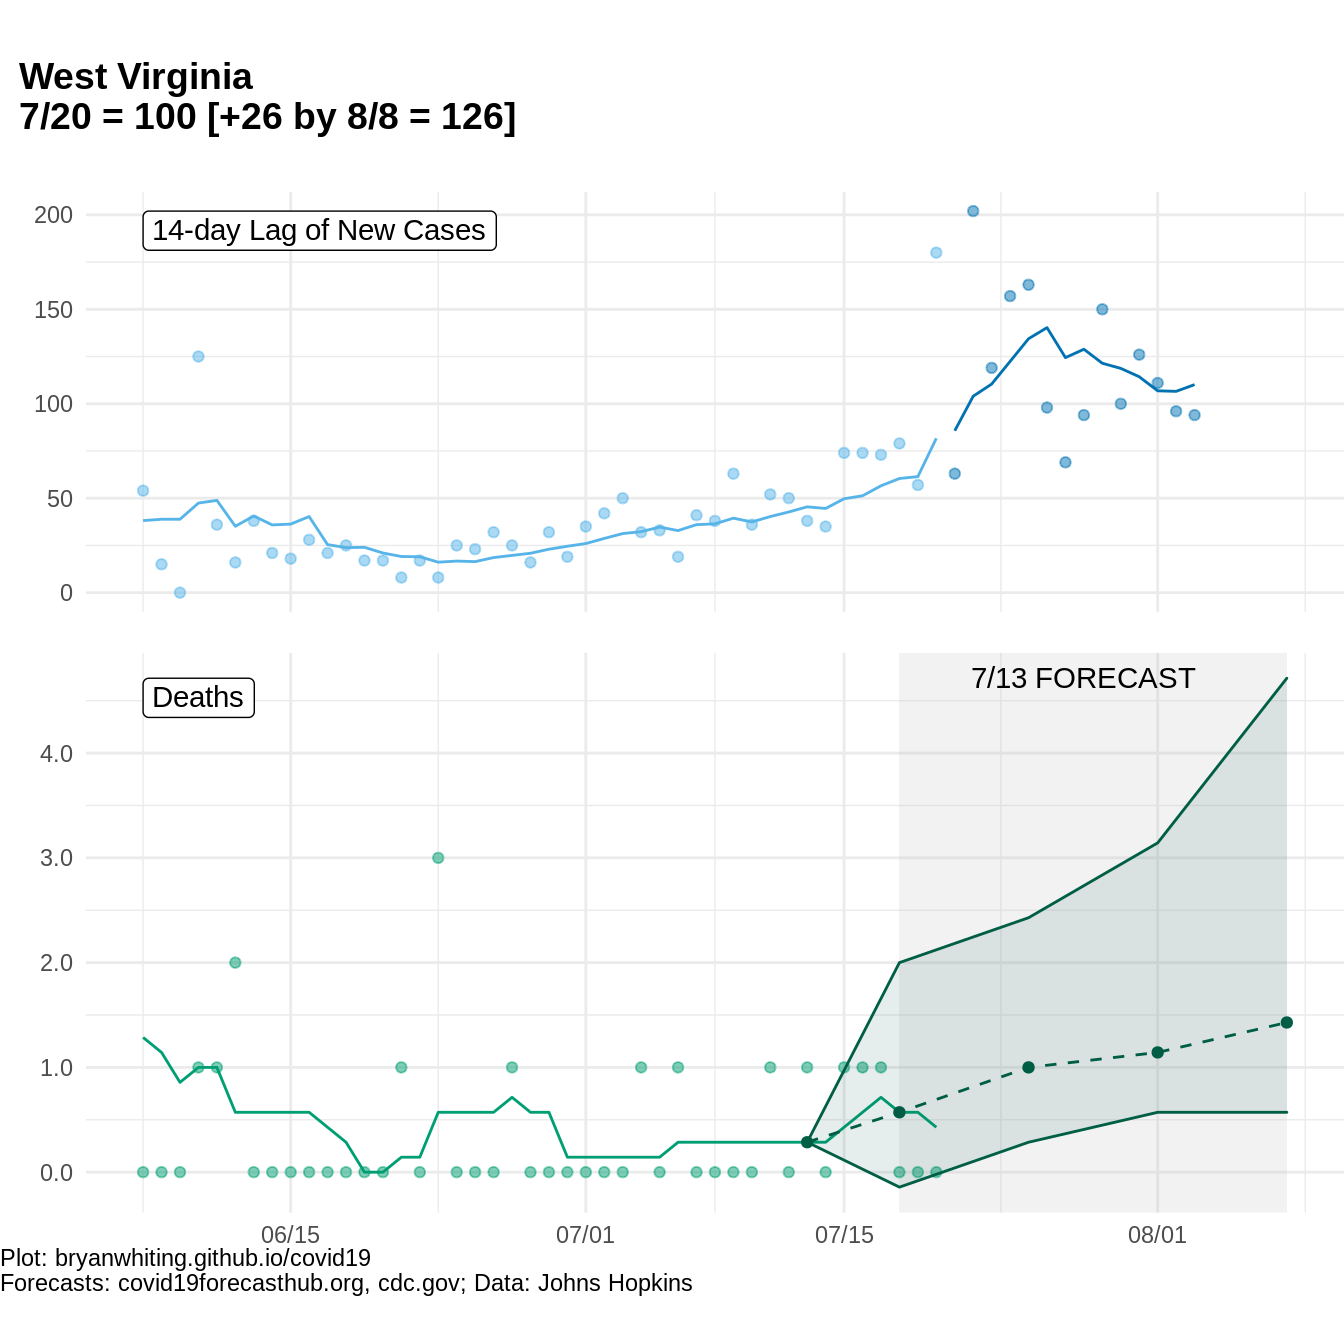 West Virginia
7/20 = 100 [+26 by 8/8 = 126]
200
14-day Lag of New Cases
150
100
50
0
7/13 FORECAST
Deaths
4.0
3.0
2.0
1.0
0.0
06/15 07/01 07/15 08/01
Plot: bryanwhiting.github.io/covid19
Forecasts: covid19forecasthub.org, cdc.gov; Data: Johns Hopkins